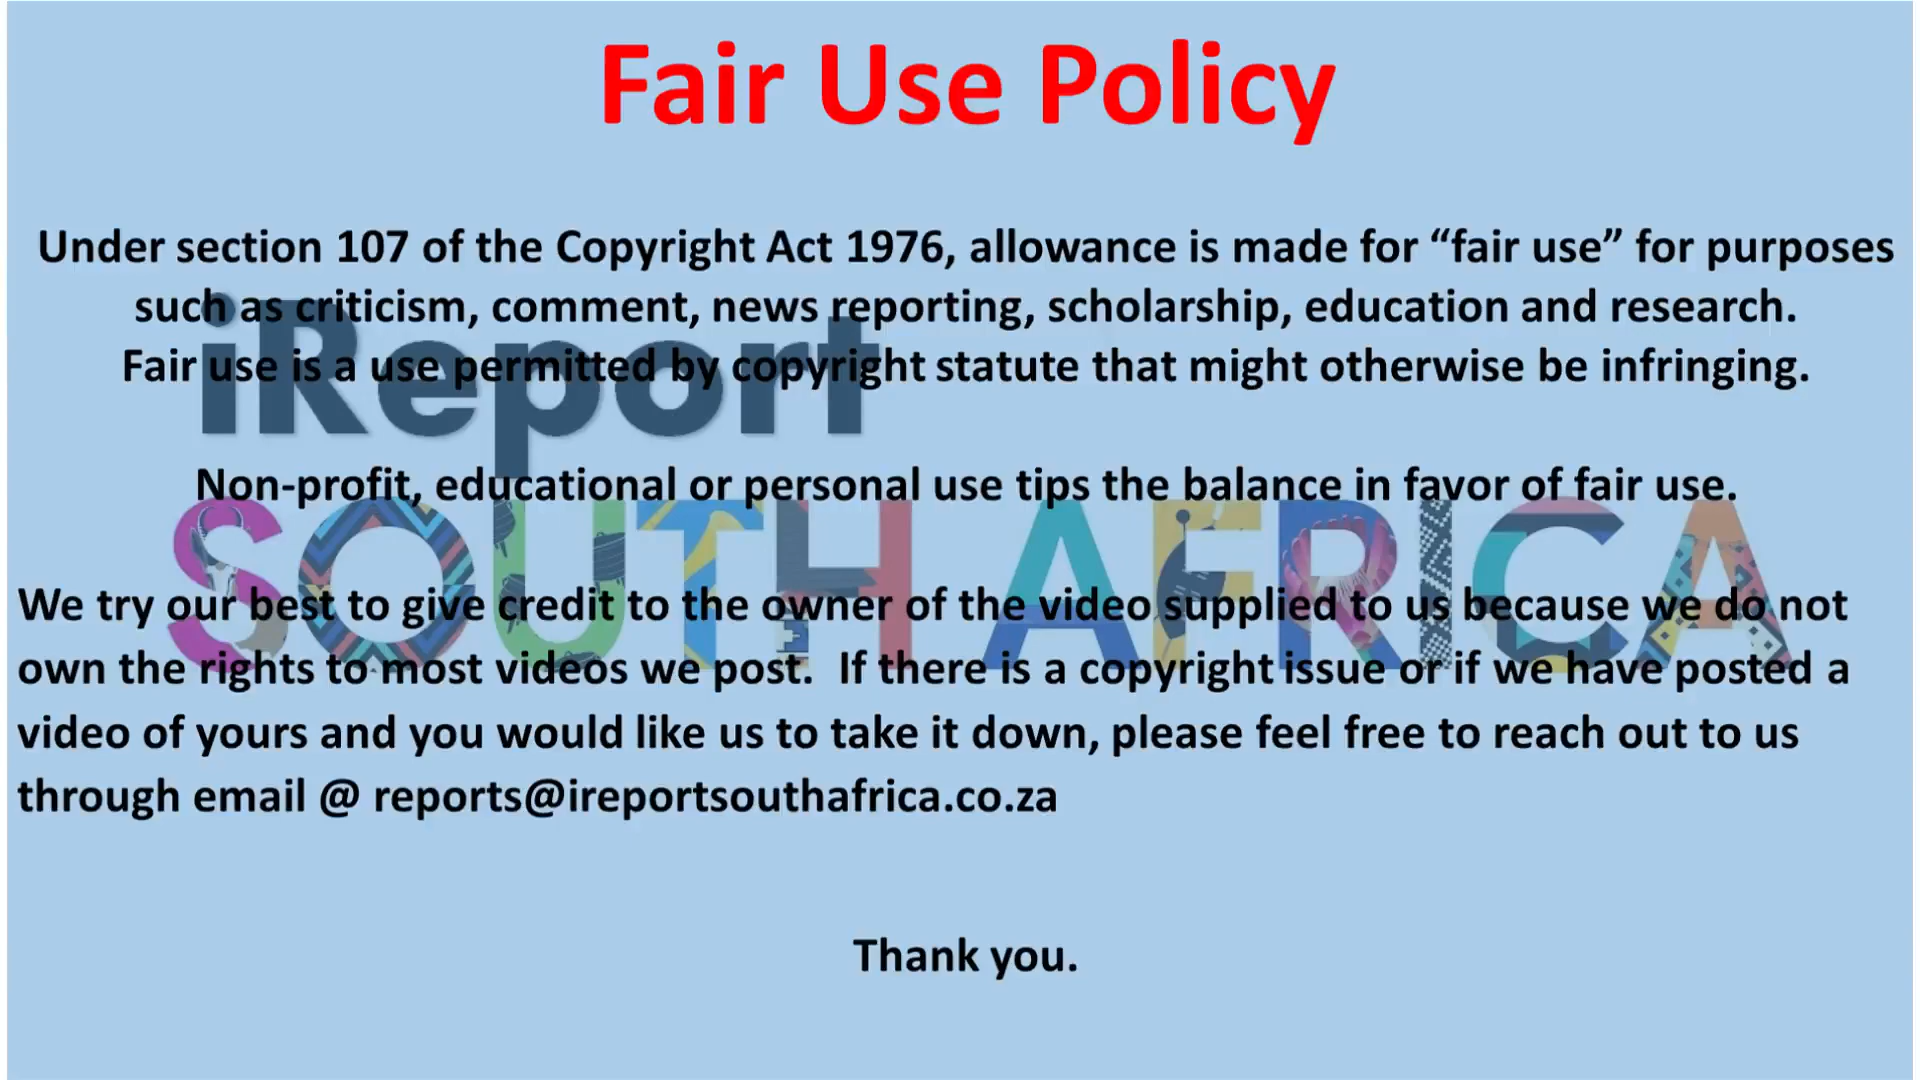 Fair Use Policy
Under section 107 of the Copyright Act 1976, allowance is made for “fair use” for purposes
such as criticism, comment, news reporting, scholarship, education and research.
Fair use is a use permitted by copyright statute that might otherwise be infringing.
iReport
Non-profit, educational or personal use tips the balance in favor of fair use.
SOUTH AFRICA
We try our best to give credit to the owner of the video supplied to us because we do not
own the rights to most videos we post.  If there is a copyright issue or if we have posted a
video of yours and you would like us to take it down, please feel free to reach out to us
through email @ reports@ireportsouthafrica.co.za
Thank you.